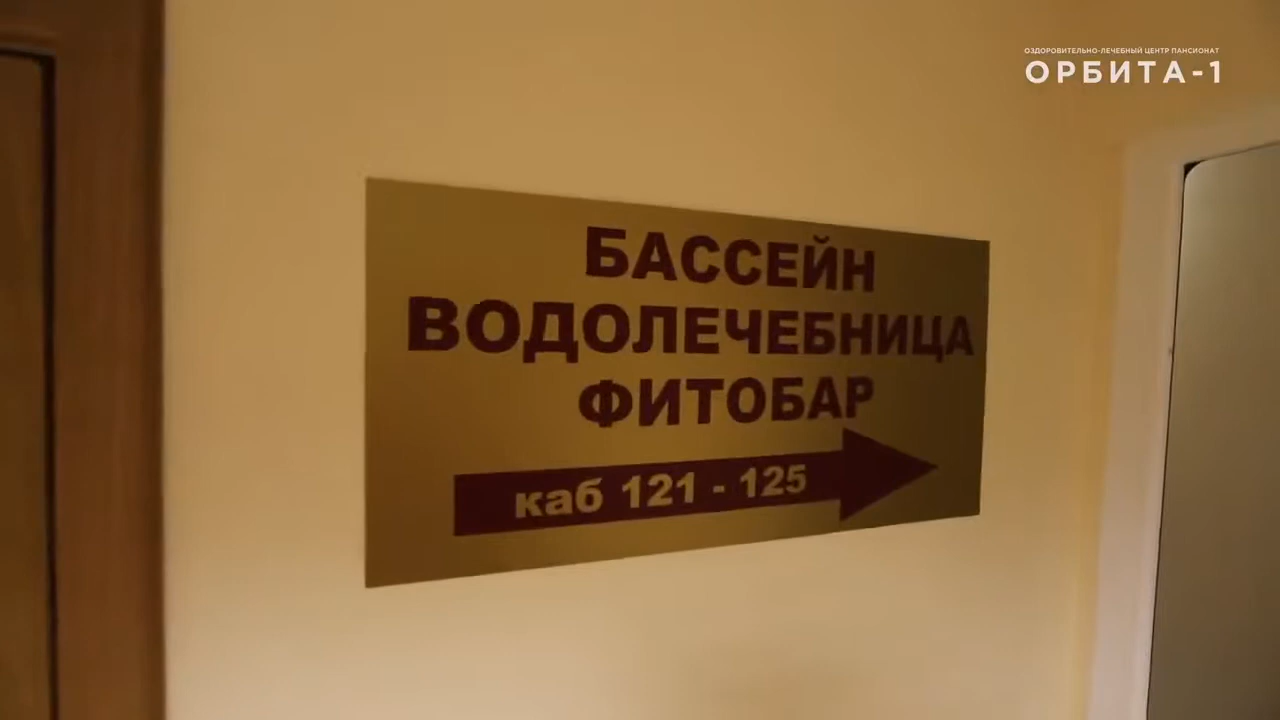 ОЗДОРОВИТЕЛЬНО-ЛЕЧЕБНЫЙ ЦЕНТР ПАНСИОНАТ
ОРБИТА-1
БАССЕЙН
ВОДОЛЕЧЕБНИЦА
ФИТОБАР
каб 121 - 125